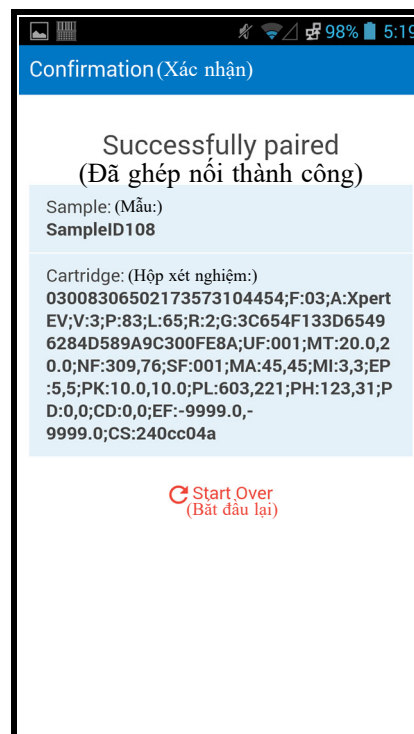 98% 5:19
Confirmation (Xác nhận)
Successfully paired
(Đã ghép nối thành công)
Sample: (Mẫu:)
SampleID108
Cartridge: (Hộp xét nghiệm:)
03008306502173573104454;F:03;A:Xpert
EV;V:3;P:83;L:65;R:2;G:3C654F133D6549
6284D589A9C300FE8A;UF:001;MT:20.0,2
0.0;NF:309,76;SF:001;MA:45,45;MI:3,3;EP
:5,5;PK:10.0,10.0;PL:603,221;PH:123,31;P
D:0,0;CD:0,0;EF:-9999.0,-
9999.0;CS:240cc04a
Start Over
(Bắt đầu lại)